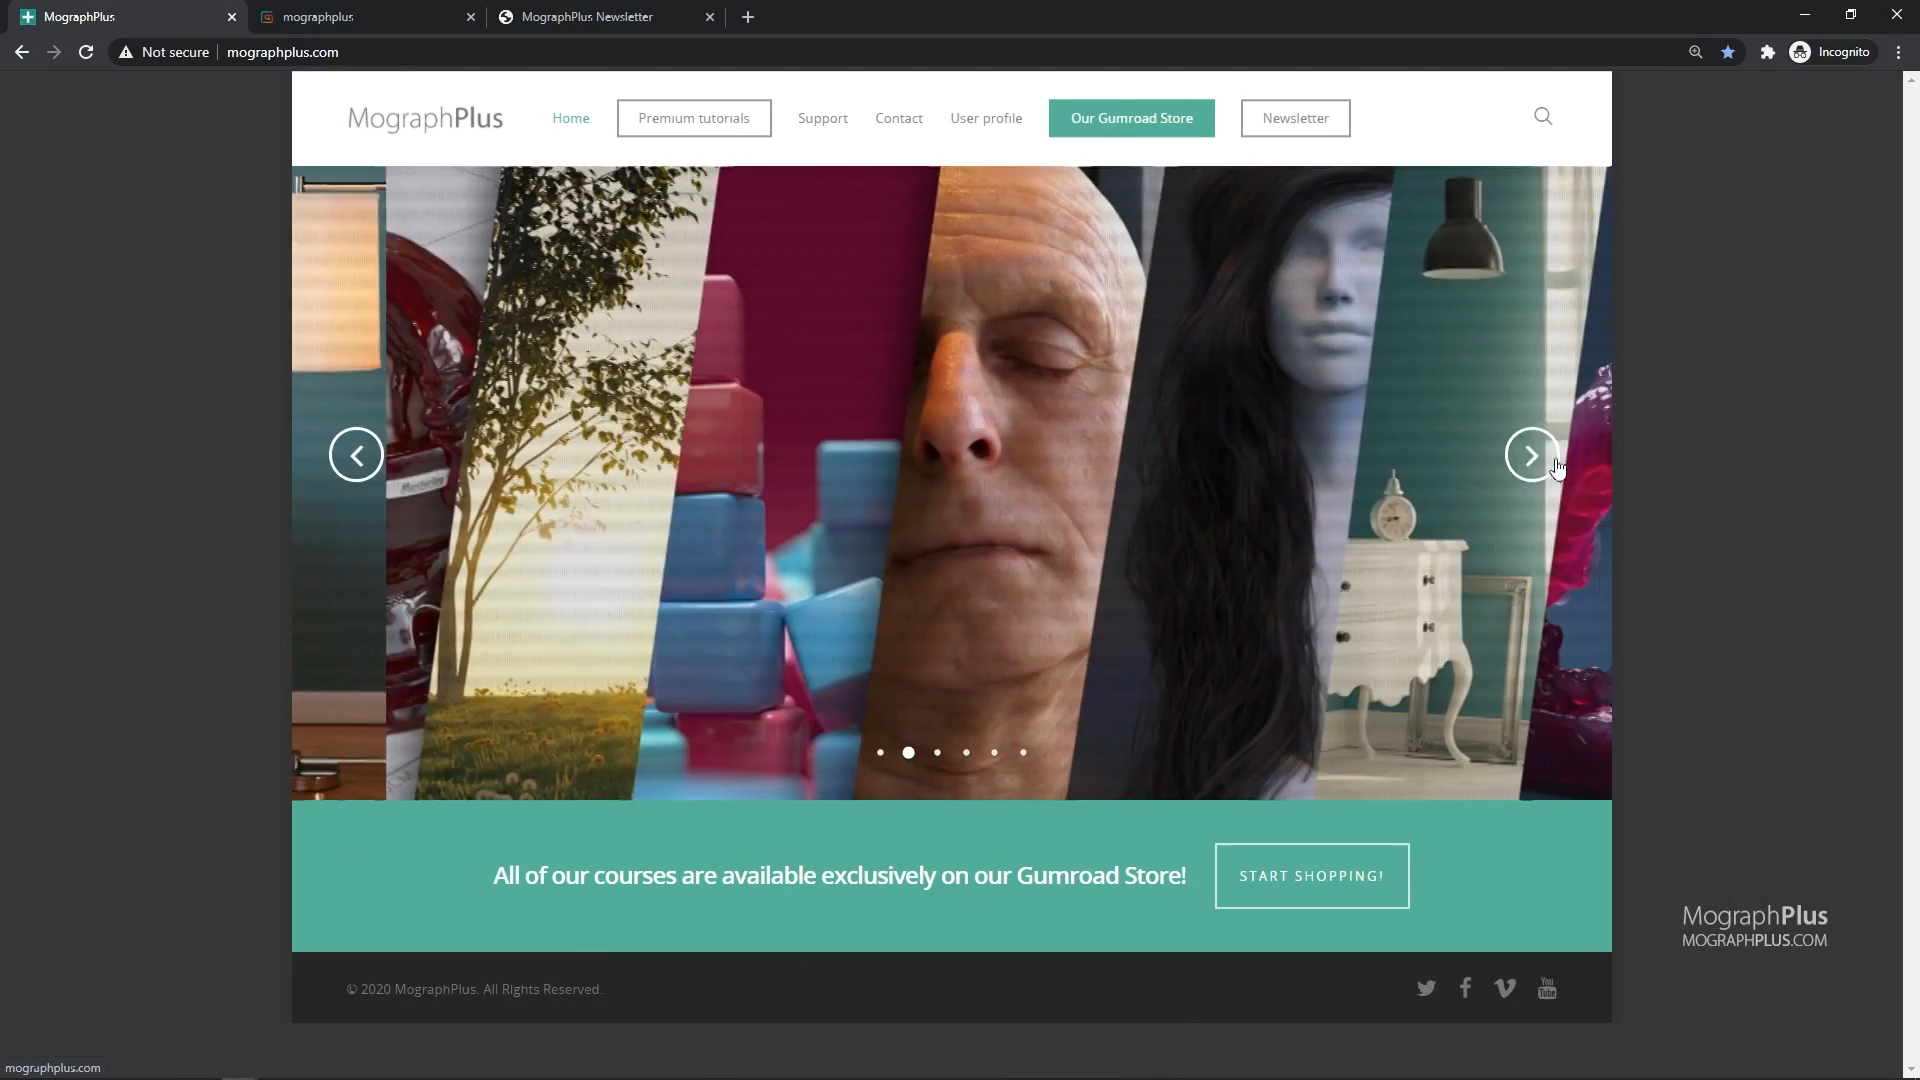 MographPlus
mographplus
MographPlus Newsletter
Not secure
mographplus.com
Incognito
MographPlus
Home
Premium tutorials
Support
Contact
User profile
Our Gumroad Store
Newsletter
All of our courses are available exclusively on our Gumroad Store!
START SHOPPING!
MographPlus
MOGRAPHPLUS.COM
© 2020 MographPlus. All Rights Reserved.
You
Tube
mographplus.com